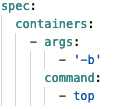 spec:
  containers:
    - args:
        - '-b'
      command:
        - top